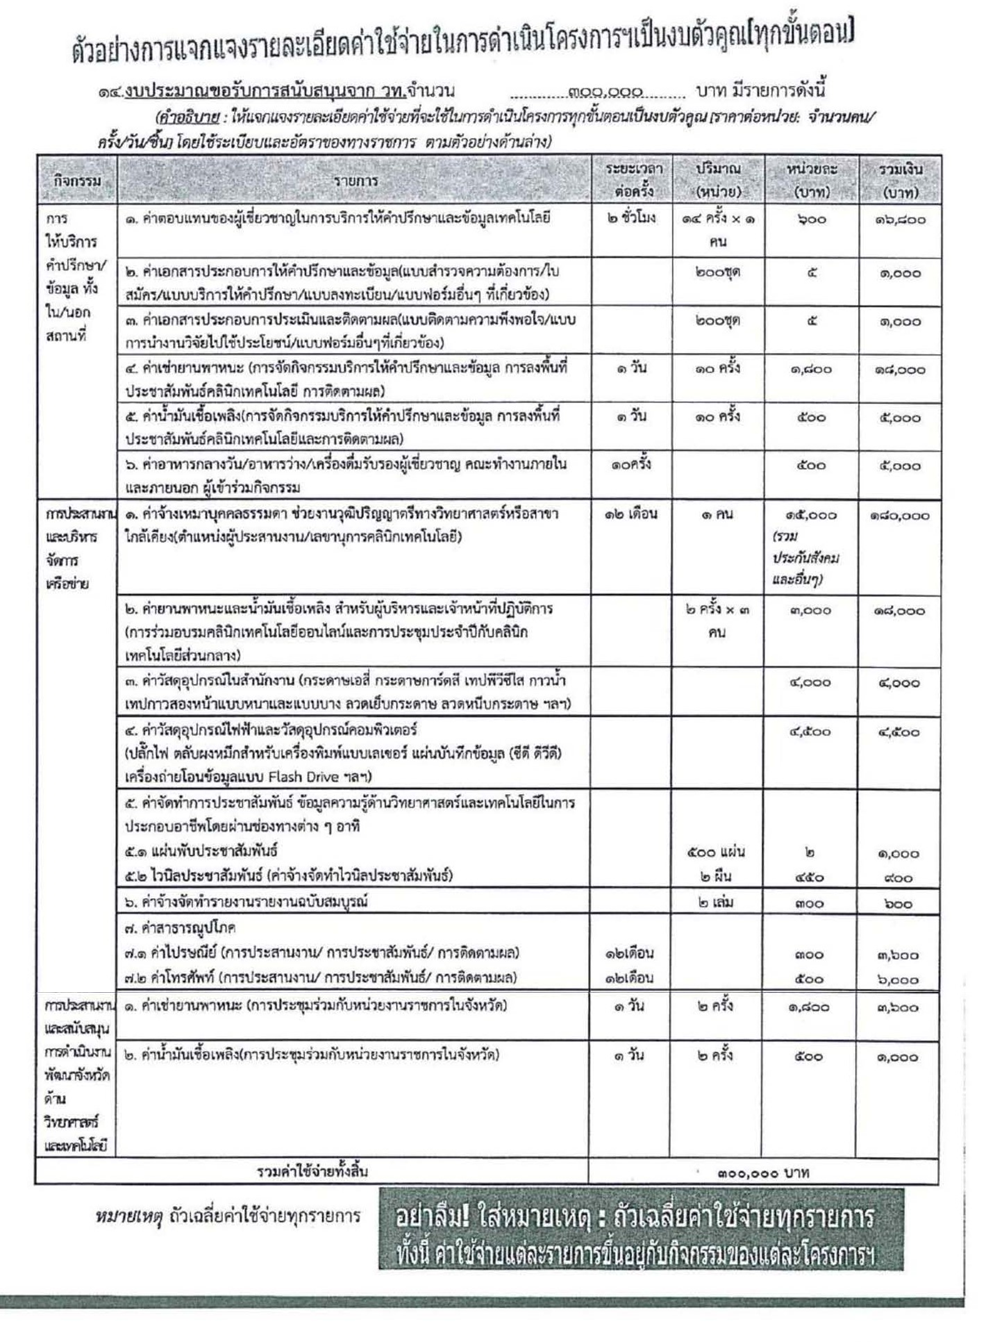 ตัวอย่างการแจกแจงรายละเอียดค่าใช้จ่ายในการดำเนินโครงการฯเป็นงบตัวคูณ(ทุกขั้นตอน)
๑๔.งบประมาณขอรับการสนับสนุนจาก วท.จำนวน ๓๐๐,๐๐๐ บาท มีรายการดังนี้
(คำอธิบาย : ให้แจกแจงรายละเอียดค่าใช้จ่ายที่จะใช้ในการดำเนินโครงการทุกขั้นตอนเป็นงบตัวคูณ [ราคาต่อหน่วย: จำนวนคน/
ครั้ง/วัน/ชิ้น] โดยใช้ระเบียบและอัตราของทางราชการ ตามตัวอย่างด้านล่าง)
กิจกรรม รายการ ระยะเวลา ปริมาณ หน่วยละ รวมเงิน
ต่อครั้ง (หน่วย) (บาท) (บาท)
การ ๑. ค่าตอบแทนของผู้เชี่ยวชาญในการบริการให้คำปรึกษาและข้อมูลเทคโนโลยี ๒ ชั่วโมง ๑๔ ครั้ง × ๑ ๖๐๐ ๑๖,๘๐๐
ให้บริการ คน
คำปรึกษา/ ๒. ค่าเอกสารประกอบการให้คำปรึกษาและข้อมูล(แบบสำรวจความต้องการ/ใบ ๒๐๐ชุด ๕ ๑,๐๐๐
ข้อมูล ทั้ง สมัคร/แบบบริการให้คำปรึกษา/แบบลงทะเบียน/แบบฟอร์มอื่นๆ ที่เกี่ยวข้อง)
ใน/นอก ๓. ค่าเอกสารประกอบการประเมินและติดตามผล(แบบติดตามความพึงพอใจ/แบบ ๒๐๐ชุด ๕ ๑,๐๐๐
สถานที่ การนำงานวิจัยไปใช้ประโยชน์/แบบฟอร์มอื่นๆที่เกี่ยวข้อง)
๔. ค่าเช่ายานพาหนะ (การจัดกิจกรรมบริการให้คำปรึกษาและข้อมูล การลงพื้นที่ ๑ วัน ๑๐ ครั้ง ๑,๘๐๐ ๑๘,๐๐๐
ประชาสัมพันธ์คลินิกเทคโนโลยี การติดตามผล)
๕. ค่าน้ำมันเชื้อเพลิง(การจัดกิจกรรมบริการให้คำปรึกษาและข้อมูล การลงพื้นที่ ๑ วัน ๑๐ ครั้ง ๕๐๐ ๕,๐๐๐
ประชาสัมพันธ์คลินิกเทคโนโลยีและการติดตามผล)
๖. ค่าอาหารกลางวัน/อาหารว่าง/เครื่องดื่มรับรองผู้เชี่ยวชาญ คณะทำงานภายใน ๑๐ครั้ง ๕๐๐ ๕,๐๐๐
และภายนอก ผู้เข้าร่วมกิจกรรม
การประสานงาน ๑. ค่าจ้างเหมาบุคคลธรรมดา ช่วยงานวุฒิปริญญาตรีทางวิทยาศาสตร์หรือสาขา ๑๒ เดือน ๑ คน ๑๕,๐๐๐ ๑๘๐,๐๐๐
และบริหาร ใกล้เคียง(ตำแหน่งผู้ประสานงาน/เลขานุการคลินิกเทคโนโลยี) (รวม
จัดการ ประกันสังคม
เครือข่าย และอื่นๆ)
๒. ค่ายานพาหนะและน้ำมันเชื้อเพลิง สำหรับผู้บริหารและเจ้าหน้าที่ปฏิบัติการ ๒ ครั้ง × ๓ ๓,๐๐๐ ๑๘,๐๐๐
(การร่วมอบรมคลินิกเทคโนโลยีออนไลน์และการประชุมประจำปีกับคลินิก คน
เทคโนโลยีส่วนกลาง)
๓. ค่าวัสดุอุปกรณ์ในสำนักงาน (กระดาษเอสี่ กระดาษการ์ดสี เทปพีวีซีใส กาวน้ำ ๔,๐๐๐ ๔,๐๐๐
เทปกาวสองหน้าแบบหนาและแบบบาง ลวดเย็บกระดาษ ลวดหนีบกระดาษ ฯลฯ)
๔. ค่าวัสดุอุปกรณ์ไฟฟ้าและวัสดุอุปกรณ์คอมพิวเตอร์ ๔,๕๐๐ ๔,๕๐๐
(ปลั๊กไฟ ตลับผงหมึกสำหรับเครื่องพิมพ์แบบเลเซอร์ แผ่นบันทึกข้อมูล (ซีดี ดีวีดี)
เครื่องถ่ายโอนข้อมูลแบบ Flash Drive ฯลฯ)
๕. ค่าจัดทำการประชาสัมพันธ์ ข้อมูลความรู้ด้านวิทยาศาสตร์และเทคโนโลยีในการ
ประกอบอาชีพโดยผ่านช่องทางต่าง ๆ อาทิ
๕.๑ แผ่นพับประชาสัมพันธ์ ๕๐๐ แผ่น ๒ ๑,๐๐๐
๕.๒ ไวนิลประชาสัมพันธ์ (ค่าจ้างจัดทำไวนิลประชาสัมพันธ์) ๒ ผืน ๔๕๐ ๙๐๐
๖. ค่าจ้างจัดทำรายงานรายงานฉบับสมบูรณ์ ๒ เล่ม ๓๐๐ ๖๐๐
๗. ค่าสาธารณูปโภค
๗.๑ ค่าไปรษณีย์ (การประสานงาน/ การประชาสัมพันธ์/ การติดตามผล) ๑๒เดือน ๓๐๐ ๓,๖๐๐
๗.๒ ค่าโทรศัพท์ (การประสานงาน/ การประชาสัมพันธ์/ การติดตามผล) ๑๒เดือน ๕๐๐ ๖,๐๐๐
การประสานงาน ๑. ค่าเช่ายานพาหนะ (การประชุมร่วมกับหน่วยงานราชการในจังหวัด) ๑ วัน ๒ ครั้ง ๑,๘๐๐ ๓,๖๐๐
และสนับสนุน
การดำเนินงาน ๒. ค่าน้ำมันเชื้อเพลิง(การประชุมร่วมกับหน่วยงานราชการในจังหวัด) ๑ วัน ๒ ครั้ง ๕๐๐ ๑,๐๐๐
พัฒนาจังหวัด
ด้าน
วิทยาศาสตร์
และเทคโนโลยี
รวมค่าใช้จ่ายทั้งสิ้น ๓๐๐,๐๐๐ บาท
หมายเหตุ ถัวเฉลี่ยค่าใช้จ่ายทุกรายการ
อย่าลืม! ใส่หมายเหตุ : ถัวเฉลี่ยค่าใช้จ่ายทุกรายการ
ทั้งนี้ ค่าใช้จ่ายแต่ละรายการขึ้นอยู่กับกิจกรรมของแต่ละโครงการฯ